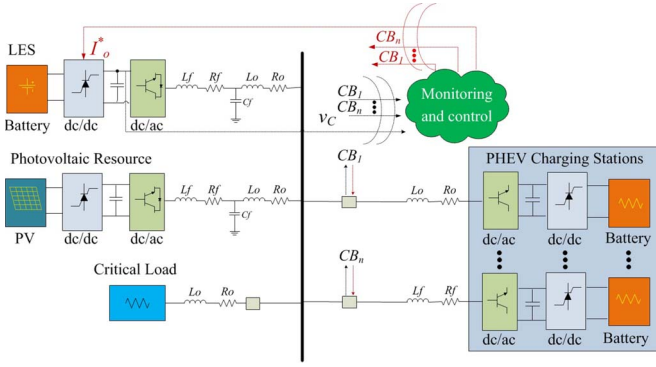 LES
I*o
Battery
dc/dc
dc/ac
Lf
Rf
Lo
Ro
Cf
CBn
CB1
Monitoring
and control
CB1
CBn
vC
Photovoltaic Resource
PV
dc/dc
dc/ac
Lf
Rf
Lo
Ro
Cf
Critical Load
Lo
Ro
CB1
Lo
Ro
CBn
Lf
Rf
PHEV Charging Stations
dc/ac
dc/dc
Battery
dc/ac
dc/dc
Battery